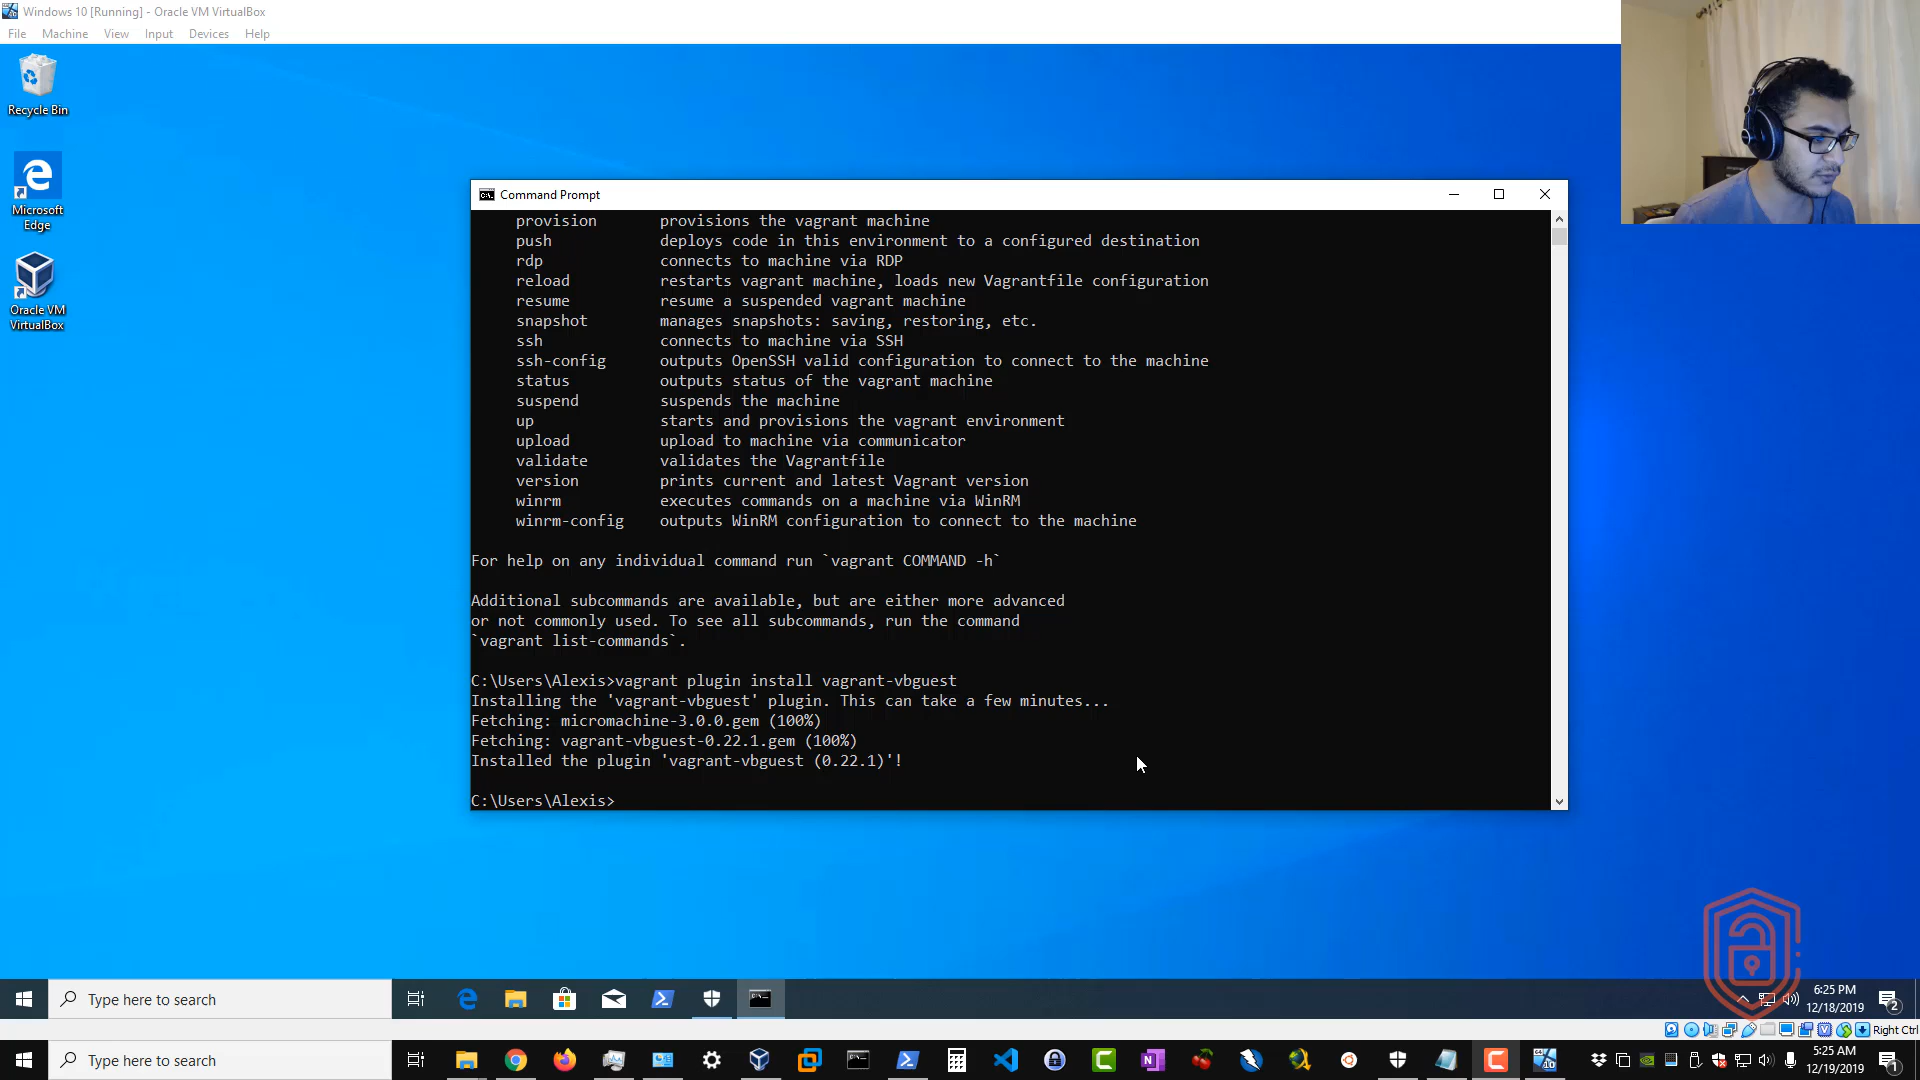 Windows 10 [Running] - Oracle VM VirtualBox
File Machine View Input Devices Help
Recycle Bin
Microsoft
Edge
Oracle VM
VirtualBox
Command Prompt
provision provisions the vagrant machine
push deploys code in this environment to a configured destination
rdp connects to machine via RDP
reload restarts vagrant machine, loads new Vagrantfile configuration
resume resume a suspended vagrant machine
snapshot manages snapshots: saving, restoring, etc.
ssh connects to machine via SSH
ssh-config outputs OpenSSH valid configuration to connect to the machine
status outputs status of the vagrant machine
suspend suspends the machine
up starts and provisions the vagrant environment
upload upload to machine via communicator
validate validates the Vagrantfile
version prints current and latest Vagrant version
winrm executes commands on a machine via WinRM
winrm-config outputs WinRM configuration to connect to the machine
For help on any individual command run `vagrant COMMAND -h`
Additional subcommands are available, but are either more advanced
or not commonly used. To see all subcommands, run the command
`vagrant list-commands`.
C:\Users\Alexis>vagrant plugin install vagrant-vbguest
Installing the 'vagrant-vbguest' plugin. This can take a few minutes...
Fetching: micromachine-3.0.0.gem (100%)
Fetching: vagrant-vbguest-0.22.1.gem (100%)
Installed the plugin 'vagrant-vbguest (0.22.1)'!
C:\Users\Alexis>
Type here to search
6:25 PM
12/18/2019
2
Right Ctrl
Type here to search
5:25 AM
12/19/2019
1